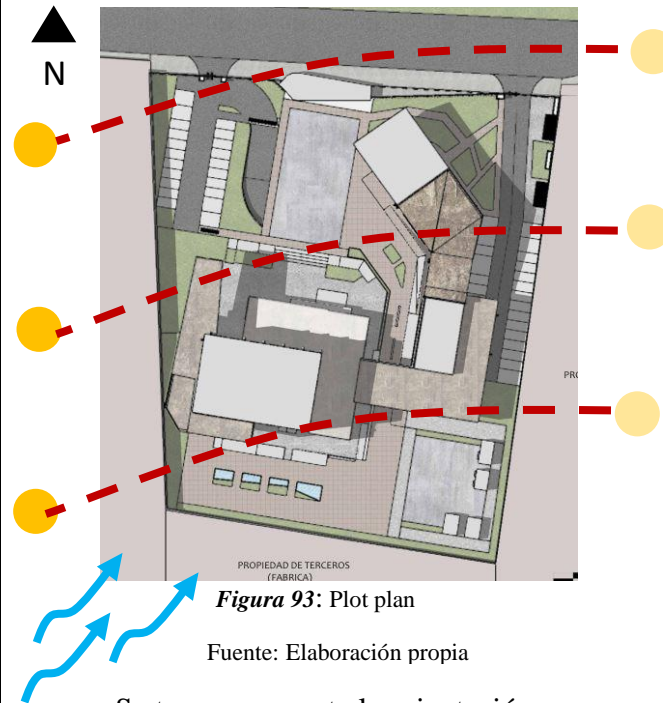 N
PRO
PROPIEDAD DE TERCEROS
(FABRICA)
Figura 93: Plot plan
Fuente: Elaboración propia